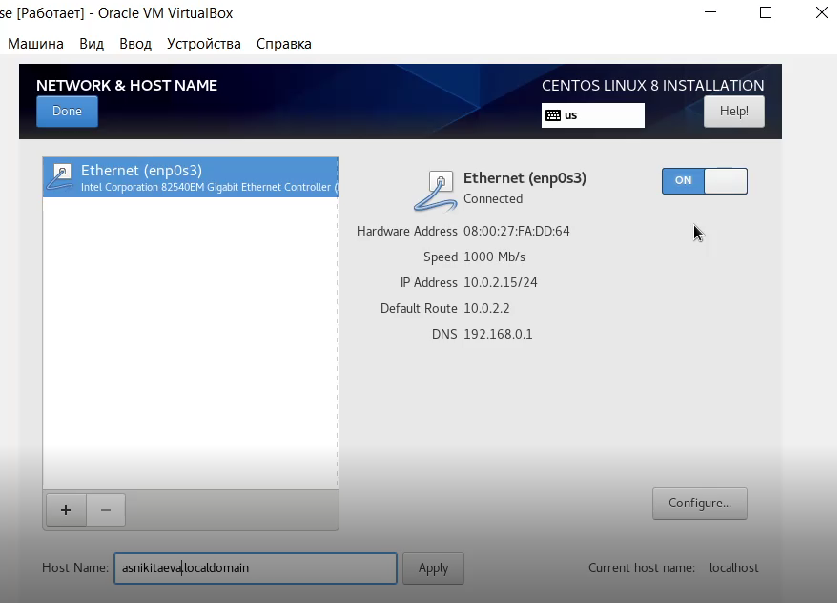 se [Работает] - Oracle VM VirtualBox
Машина Вид Ввод Устройства Справка
NETWORK & HOST NAME
CENTOS LINUX 8 INSTALLATION
Done
us
Help!
Ethernet (enp0s3)
Intel Corporation 82540EM Gigabit Ethernet Controller (
Ethernet (enp0s3)
Connected
ON
Hardware Address 08:00:27:FA:DD:64
Speed 1000 Mb/s
IP Address 10.0.2.15/24
Default Route 10.0.2.2
DNS 192.168.0.1
+ −
Configure...
Host Name: asnikitaeva.localdomain Apply Current host name: localhost